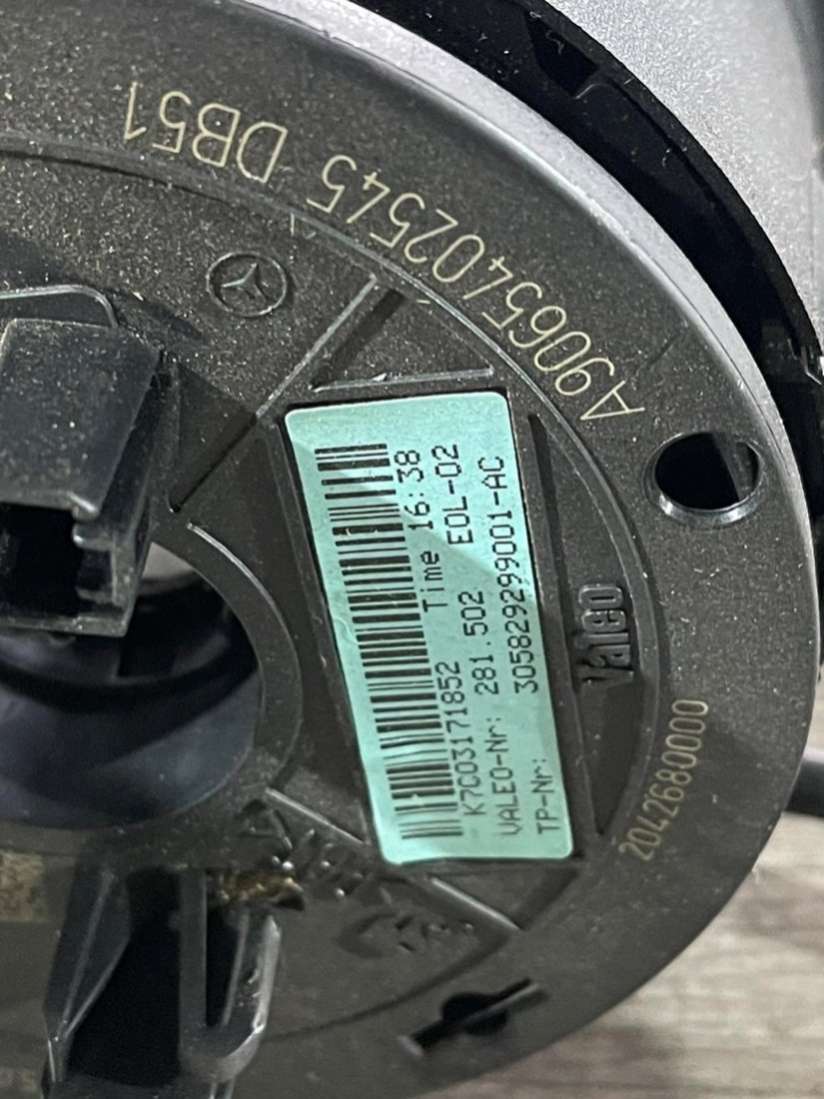 A9065402545 DB51
K7C03171852 Time 16:38
VALEO-Nr: 281.502 EOL-02
TP-Nr: 305829299001-AC
Valeo
2042680000